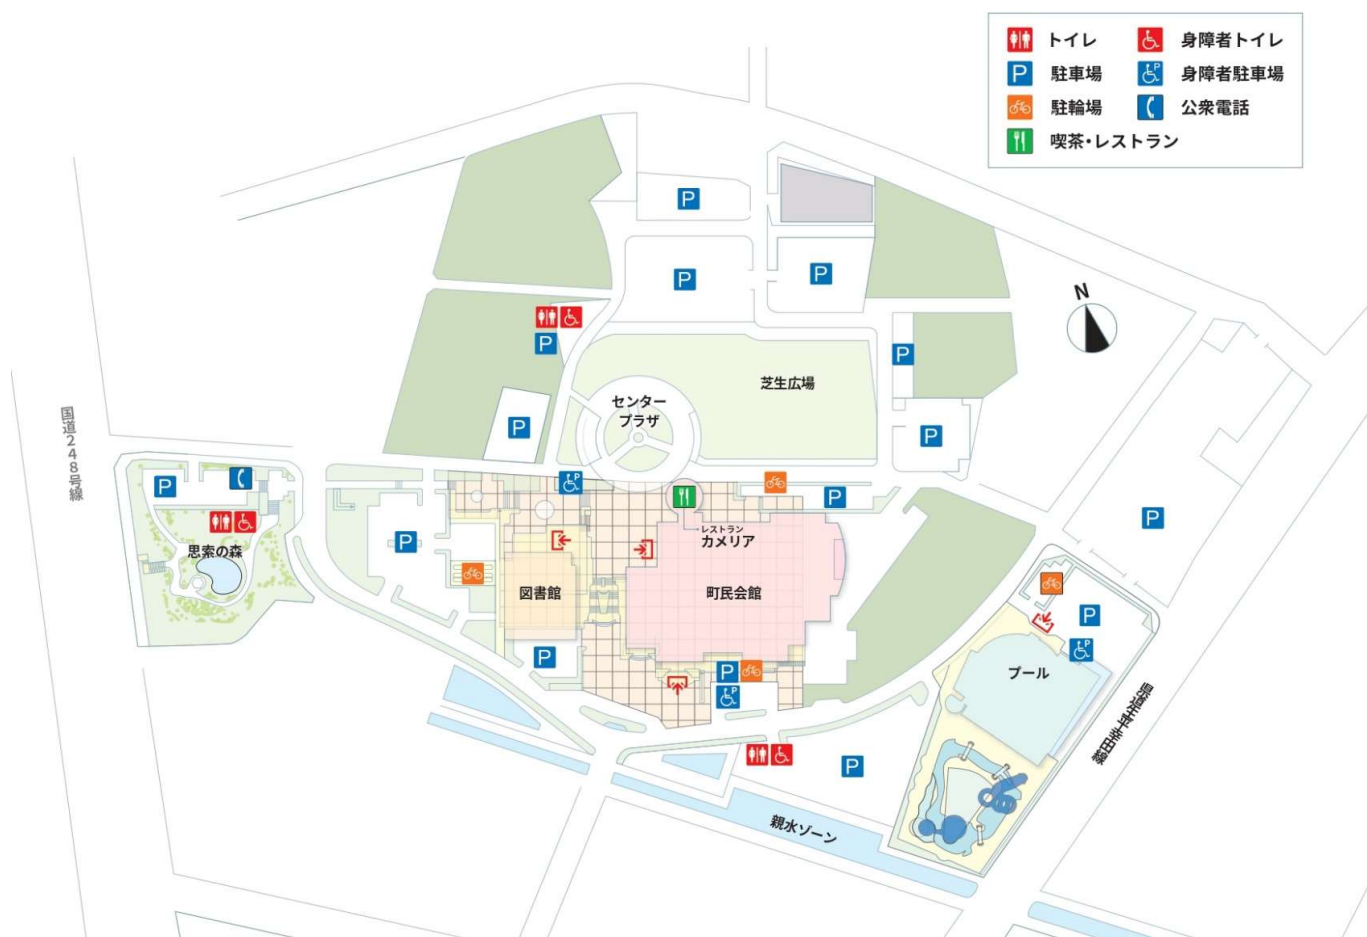 トイレ
身障者トイレ
P
駐車場
P
身障者駐車場
駐輪場
公衆電話
喫茶・レストラン
P
P
P
N
P
P
芝生広場
センター
プラザ
P
P
国道248号線
P
P
P
P
P
レストラン
カメリア
思索の森
図書館
町民会館
P
P
P
P
P
プール
P
親水ゾーン